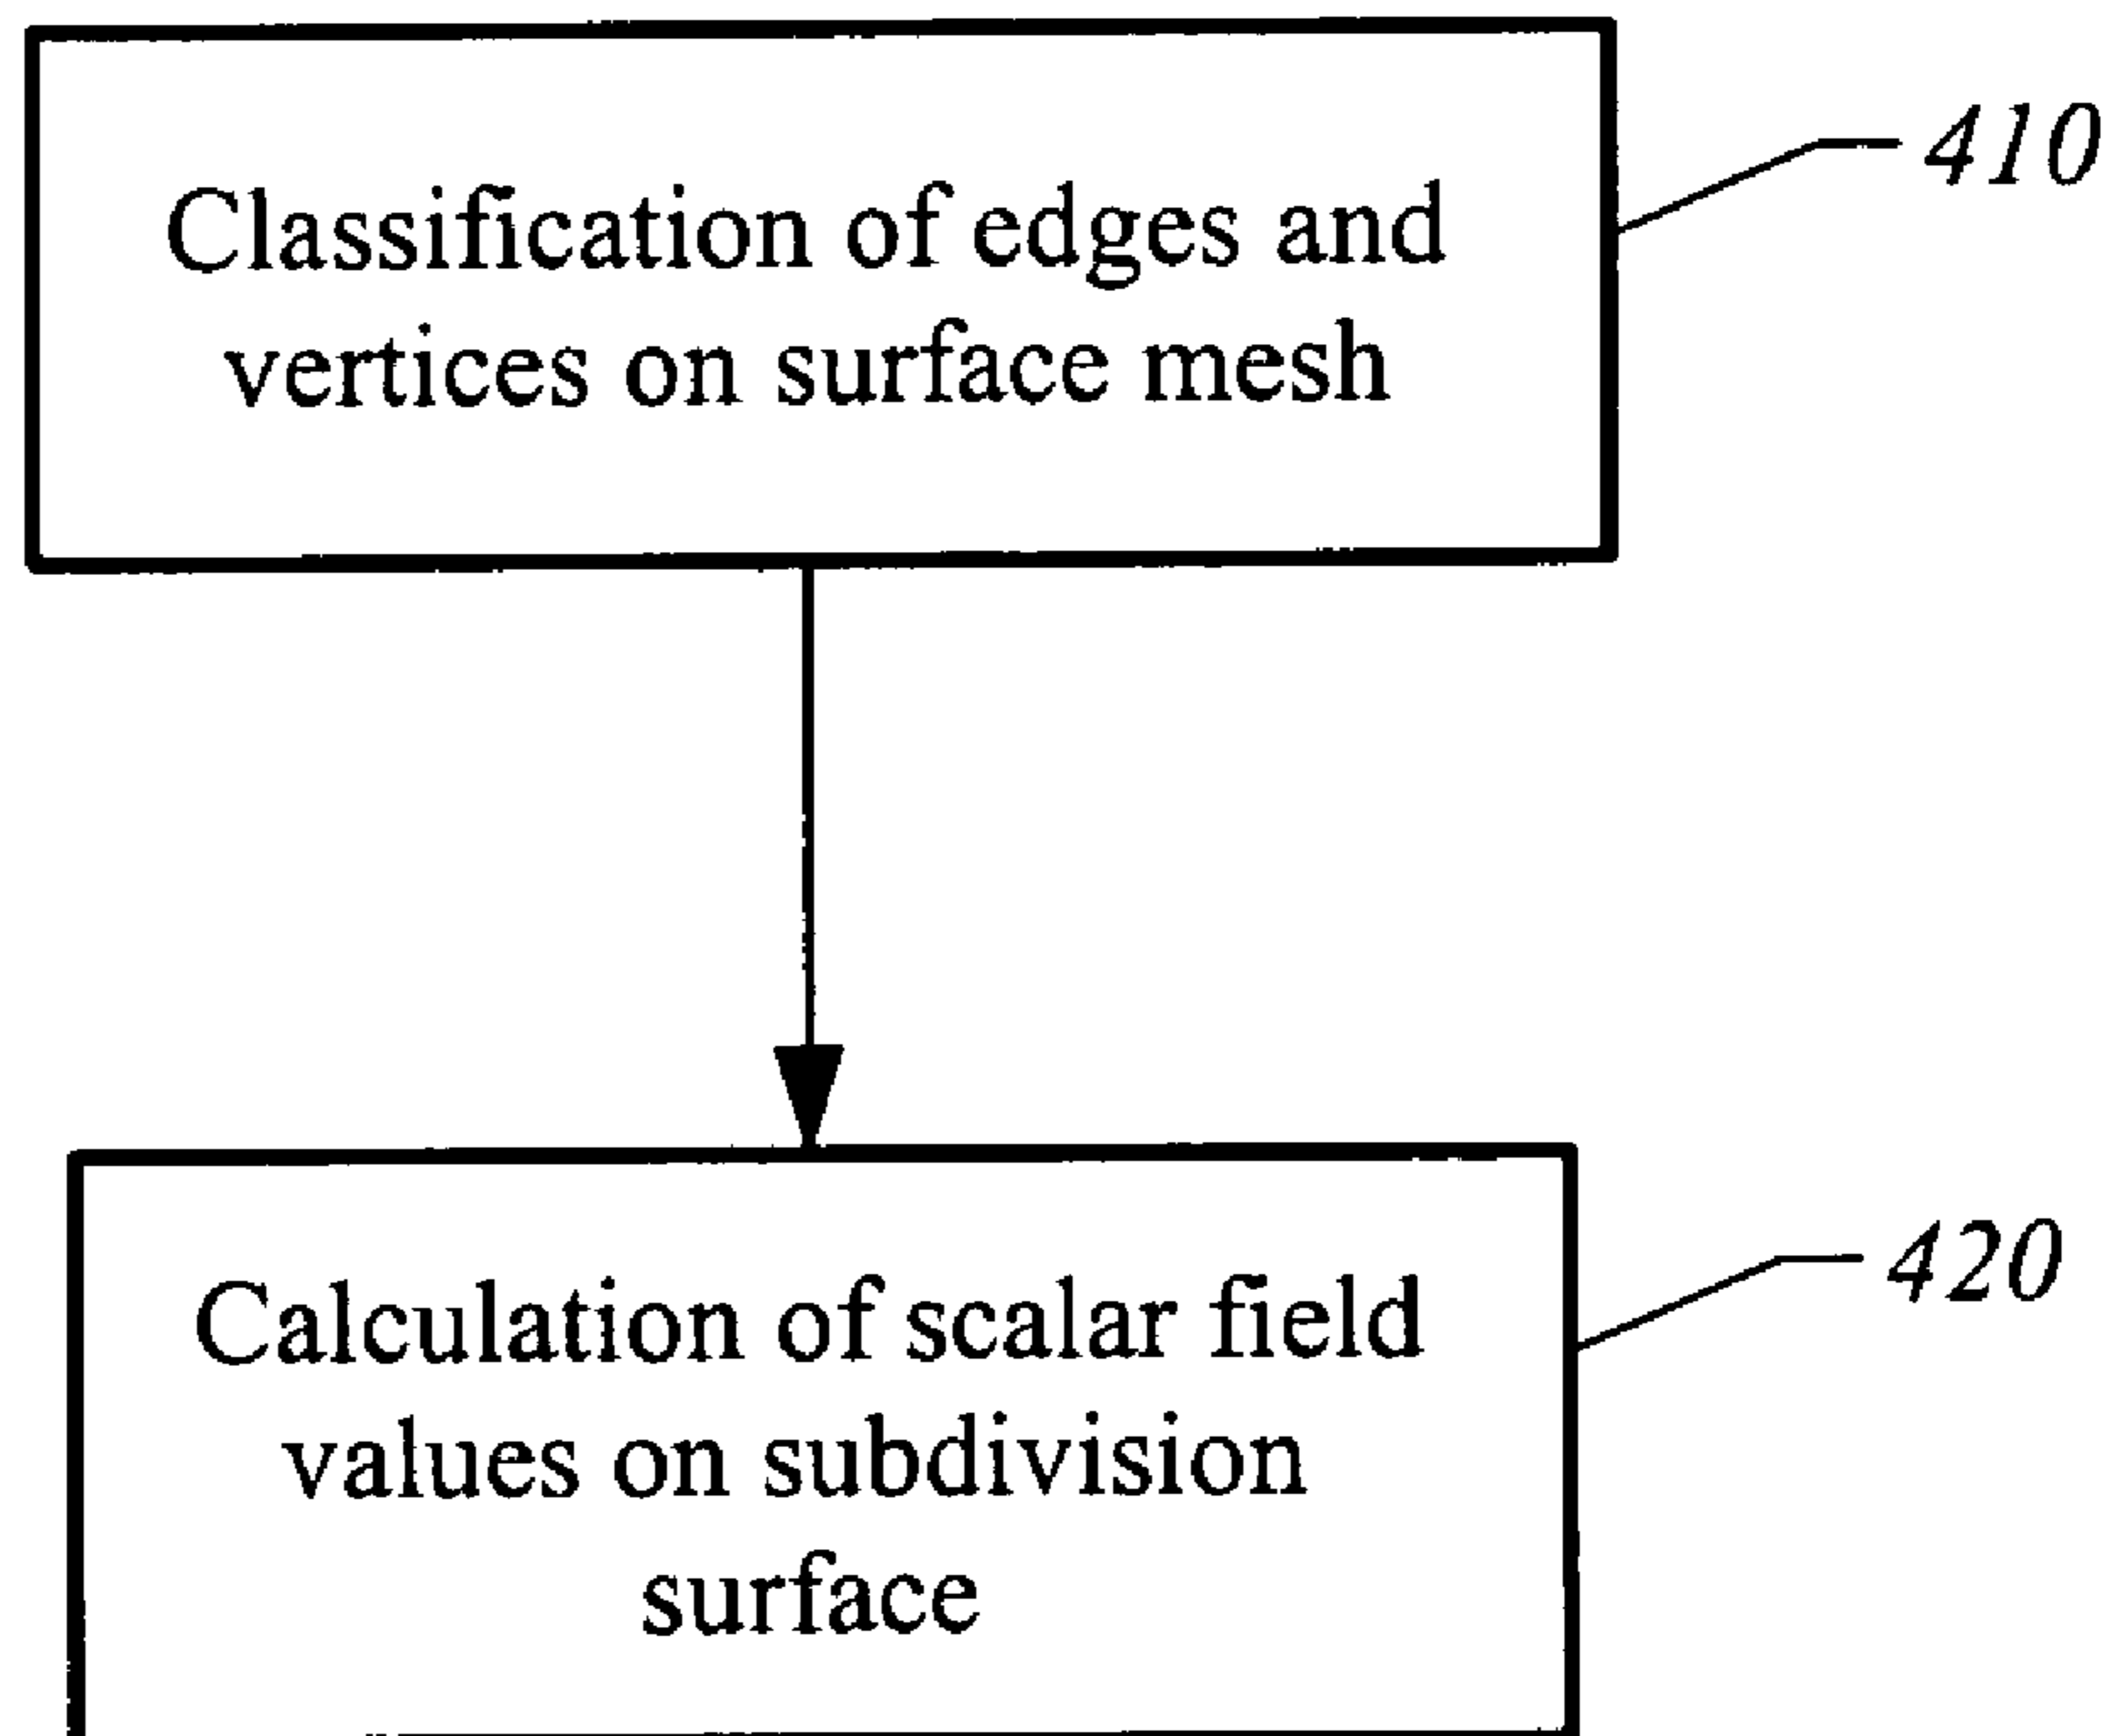 Classification of edges and
vertices on surface mesh
410
Calculation of scalar field
values on subdivision
surface
420